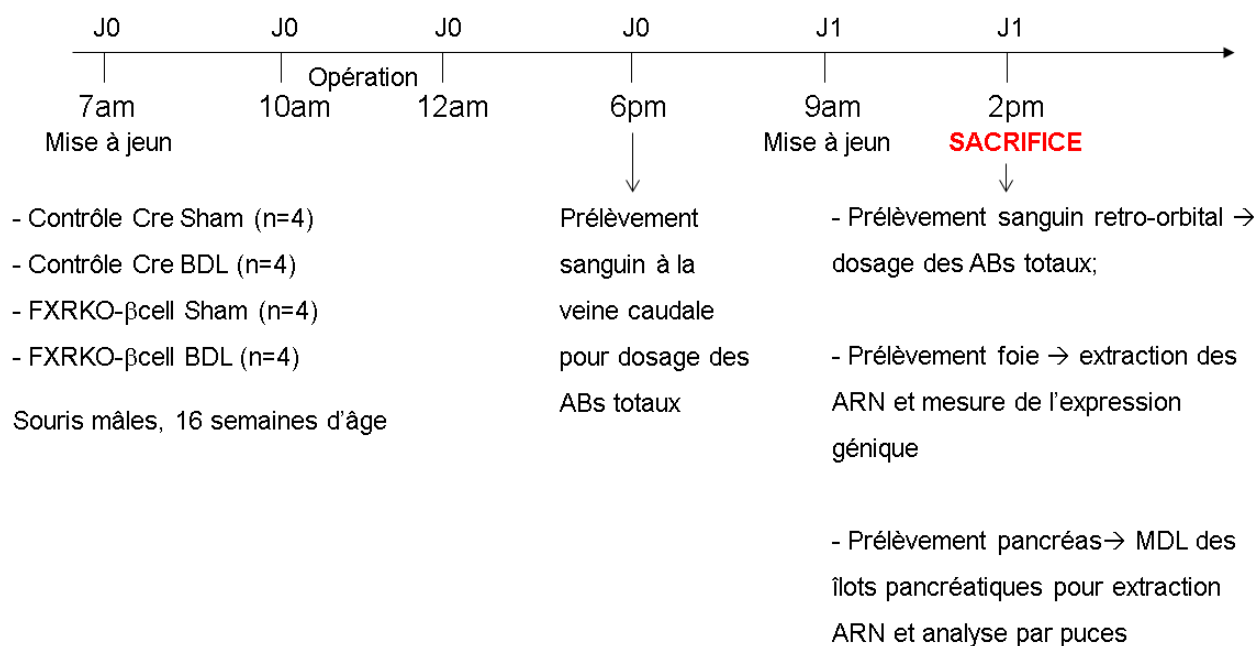 J0 J0 J0 J0 J1 J1
Opération
7am 10am 12am 6pm 9am 2pm
Mise à jeun Mise à jeun SACRIFICE
- Contrôle Cre Sham (n=4)
- Contrôle Cre BDL (n=4)
- FXRKO-βcell Sham (n=4)
- FXRKO-βcell BDL (n=4)
Souris mâles, 16 semaines d’âge
Prélèvement
sanguin à la
veine caudale
pour dosage des
ABs totaux
- Prélèvement sanguin retro-orbital →
dosage des ABs totaux;
- Prélèvement foie → extraction des
ARN et mesure de l’expression
génique
- Prélèvement pancréas→ MDL des
îlots pancréatiques pour extraction
ARN et analyse par puces